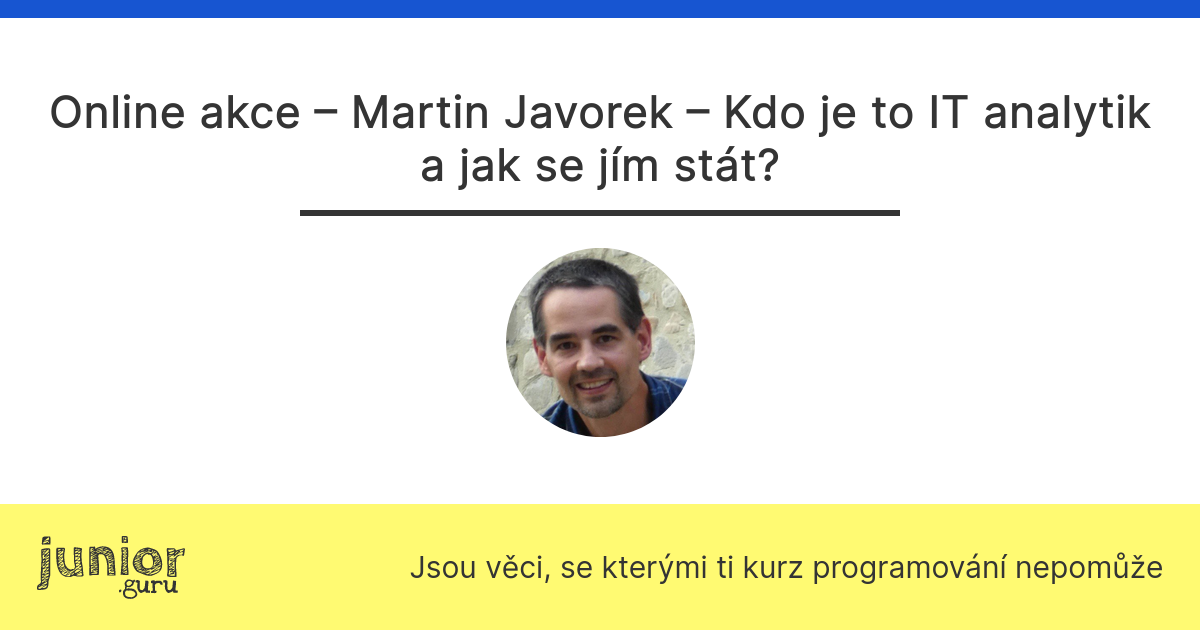 Online akce – Martin Javorek – Kdo je to IT analytik
a jak se jím stát?
junior
.guru
Jsou věci, se kterými ti kurz programování nepomůže